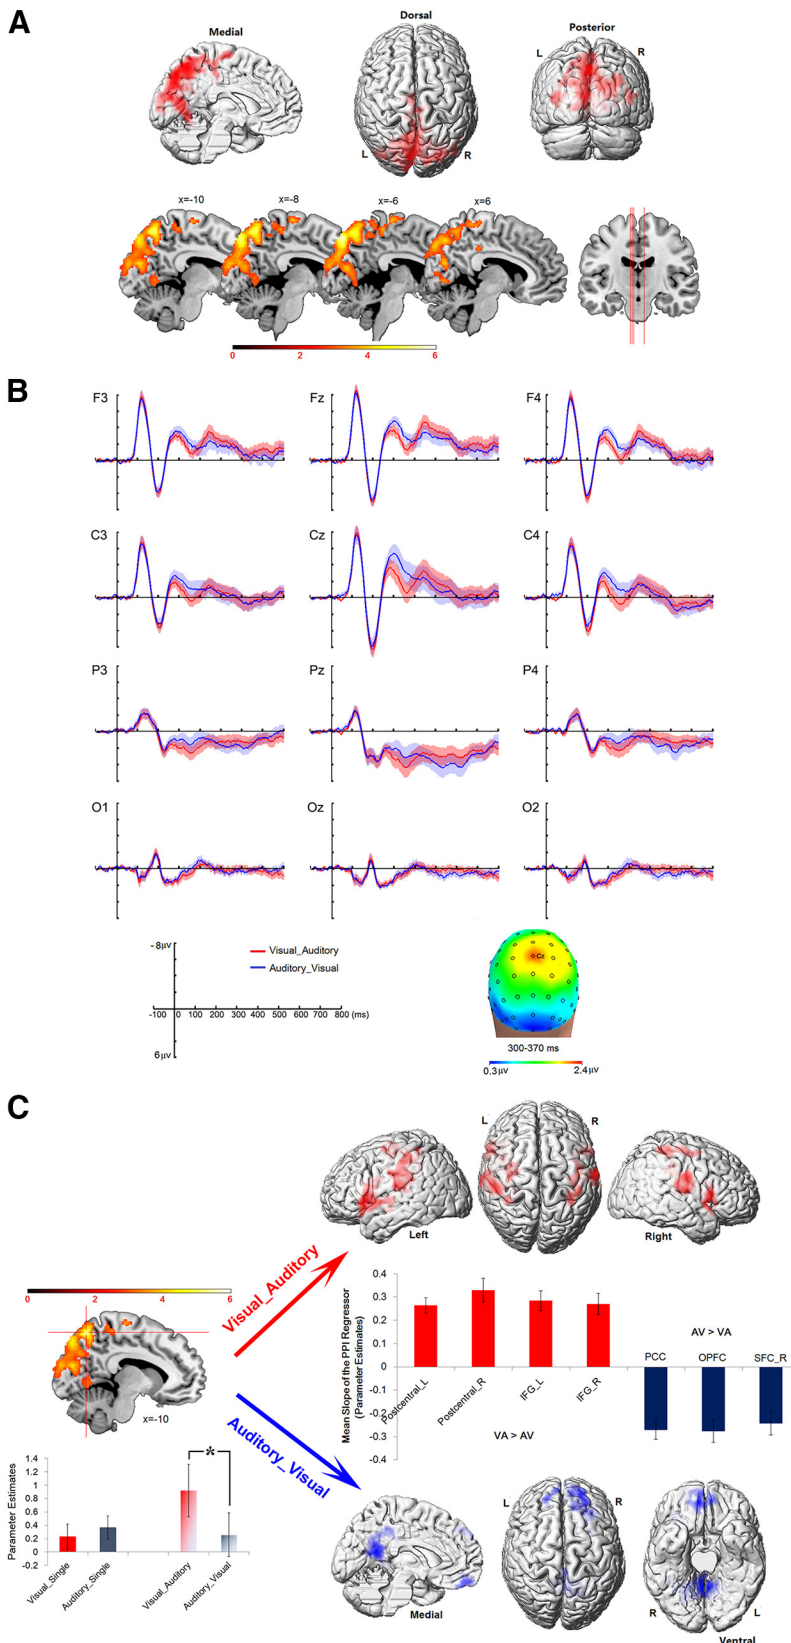 A
Medial
Dorsal
Posterior
L
R
L
R
x=-10
x=-8
x=-6
x=6
0
2
4
6
B
F3
Fz
F4
C3
Cz
C4
P3
Pz
P4
O1
Oz
O2
-8μv
-100 0 100 200 300 400 500 600 700 800 (ms)
6μv
Visual_Auditory
Auditory_Visual
Cz
300-370 ms
0.3μv
2.4μv
C
L
R
Left
Right
0
2
4
6
x=-10
Visual_Auditory
Auditory_Visual
Mean Slope of the PPI Regressor
(Parameter Estimates)
0.4
0.3
0.2
0.1
0
-0.1
-0.2
-0.3
-0.4
Postcentral_L
Postcentral_R
IFG_L
IFG_R
VA > AV
AV > VA
PCC
OPFC
SFC_R
Parameter Estimates
1.4
1.2
1
0.8
0.6
0.4
0.2
0
-0.2
*
Visual_Single
Auditory_Single
Visual_Auditory
Auditory_Visual
L
R
Medial
R
L
Ventral